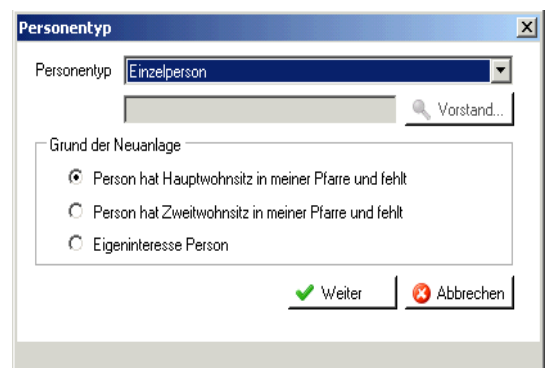 Personentyp
Personentyp Einzelperson
Vorstand...
Grund der Neuanlage
Person hat Hauptwohnsitz in meiner Pfarre und fehlt
Person hat Zweitwohnsitz in meiner Pfarre und fehlt
Eigeninteresse Person
Weiter Abbrechen